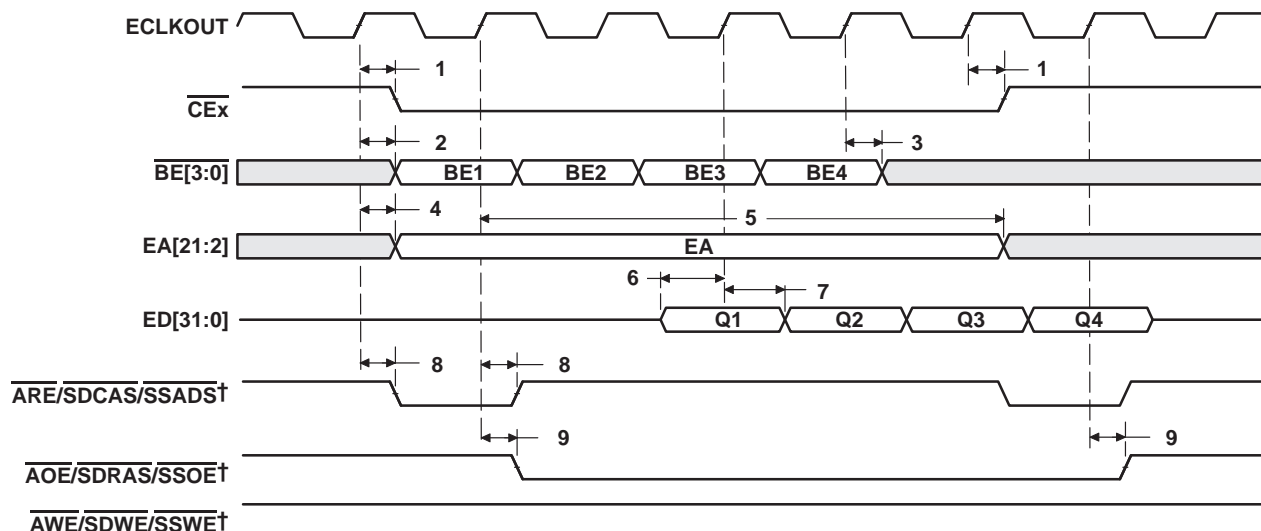 ECLKOUT
1
1
CEx
2
3
BE[3:0]
BE1
BE2
BE3
BE4
4
5
EA[21:2]
EA
6
7
ED[31:0]
Q1
Q2
Q3
Q4
8
8
ARE/SDCAS/SSADS†
9
9
AOE/SDRAS/SSOE†
AWE/SDWE/SSWE†